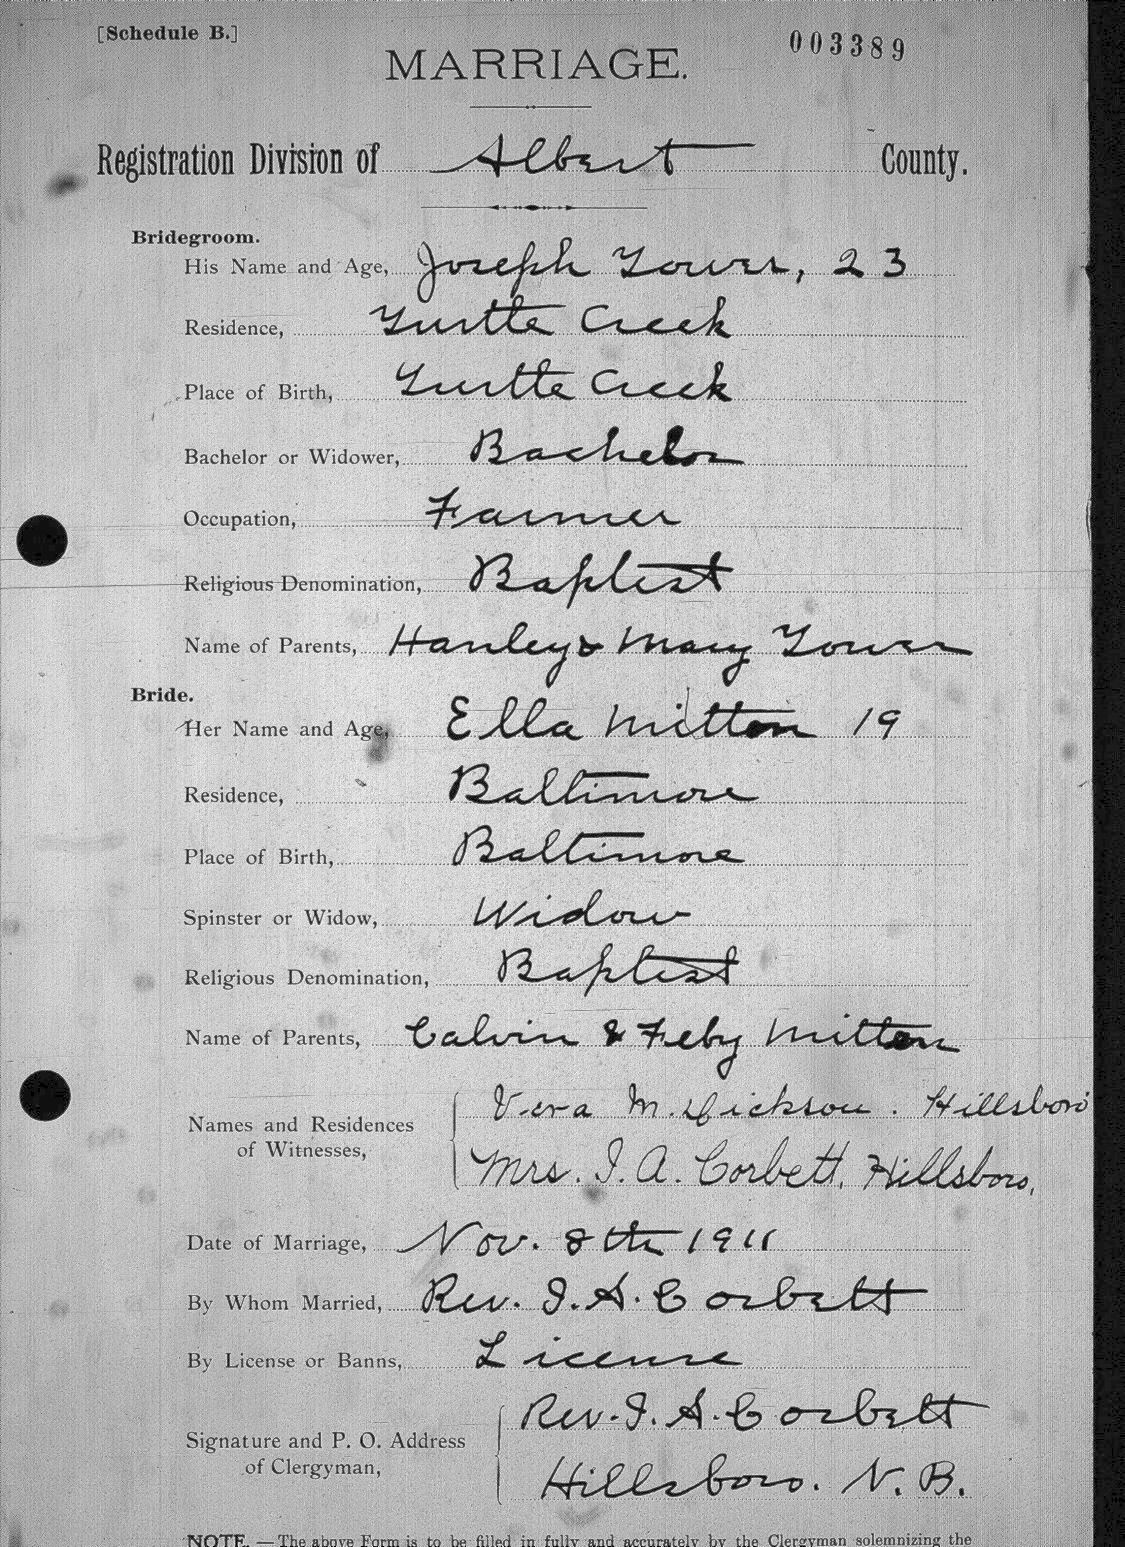 [Schedule B.]
003389
MARRIAGE.
Registration Division of Albert County.
Bridegroom.
His Name and Age, Joseph Tower, 23
Residence, Turtle Creek
Place of Birth, Turtle Creek
Bachelor or Widower, Bachelor
Occupation, Farmer
Religious Denomination, Baptist
Name of Parents, Hanley & Mary Tower
Bride.
Her Name and Age, Ella Mitton 19
Residence, Baltimore
Place of Birth, Baltimore
Spinster or Widow, Widow
Religious Denomination, Baptist
Name of Parents, Calvin & Feby Mitton
Names and Residences of Witnesses,
Vera M. Dickson. Hillsboro
Mrs. I. A. Corbett, Hillsboro,
Date of Marriage, Nov. 8th 1911
By Whom Married, Rev. I. A. Corbett
By License or Banns, License
Signature and P. O. Address of Clergyman,
Rev. I. A. Corbett
Hillsboro. N. B.
NOTE. — The above Form is to be filled in fully and accurately by the Clergyman solemnizing the